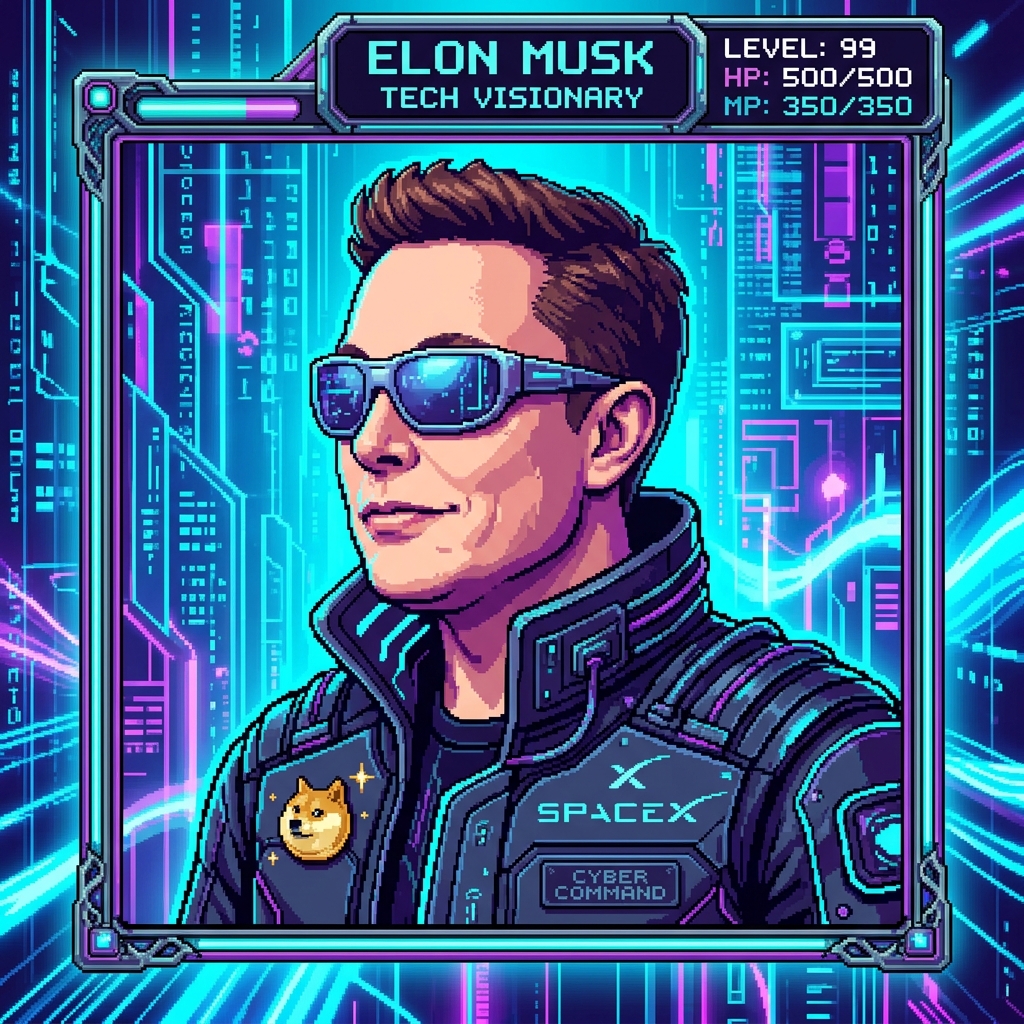 ELON MUSK
TECH VISIONARY
LEVEL: 99
HP: 500/500
MP: 350/350
X
SPACEX
CYBER
COMMAND